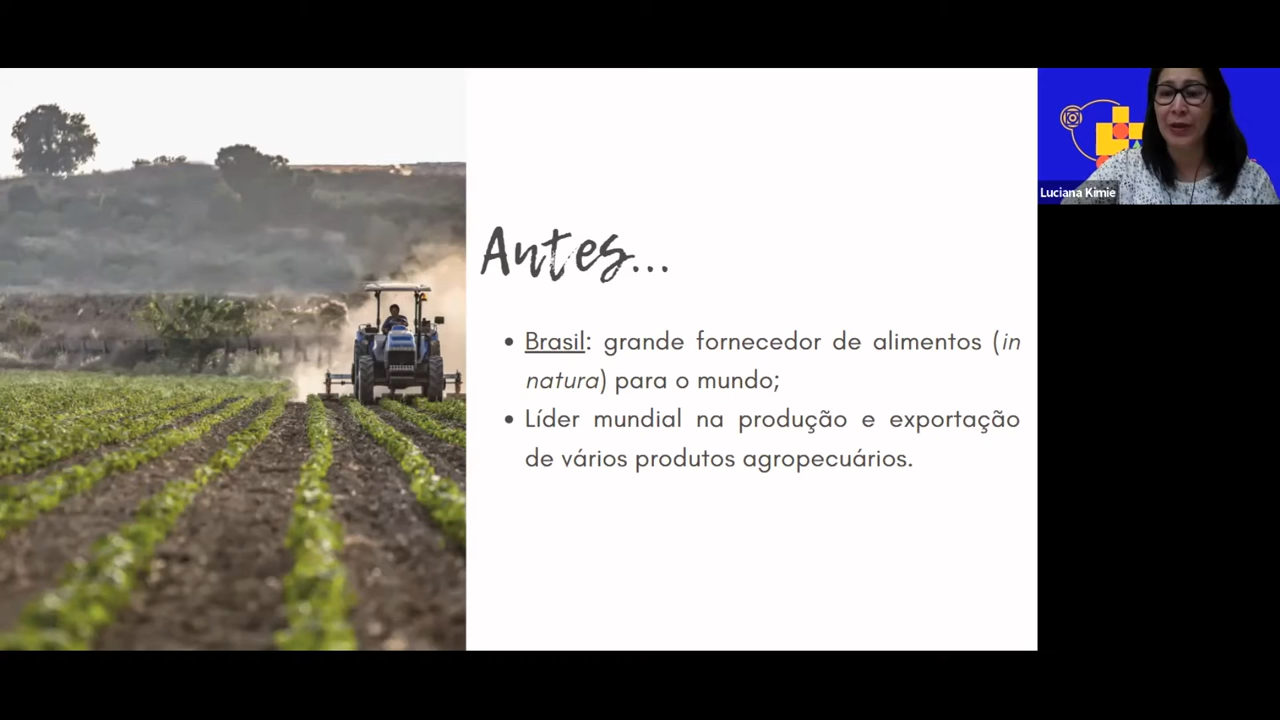 Antes...
• Brasil: grande fornecedor de alimentos (in
natura) para o mundo;
• Líder mundial na produção e exportação
de vários produtos agropecuários.
Luciana Kimie